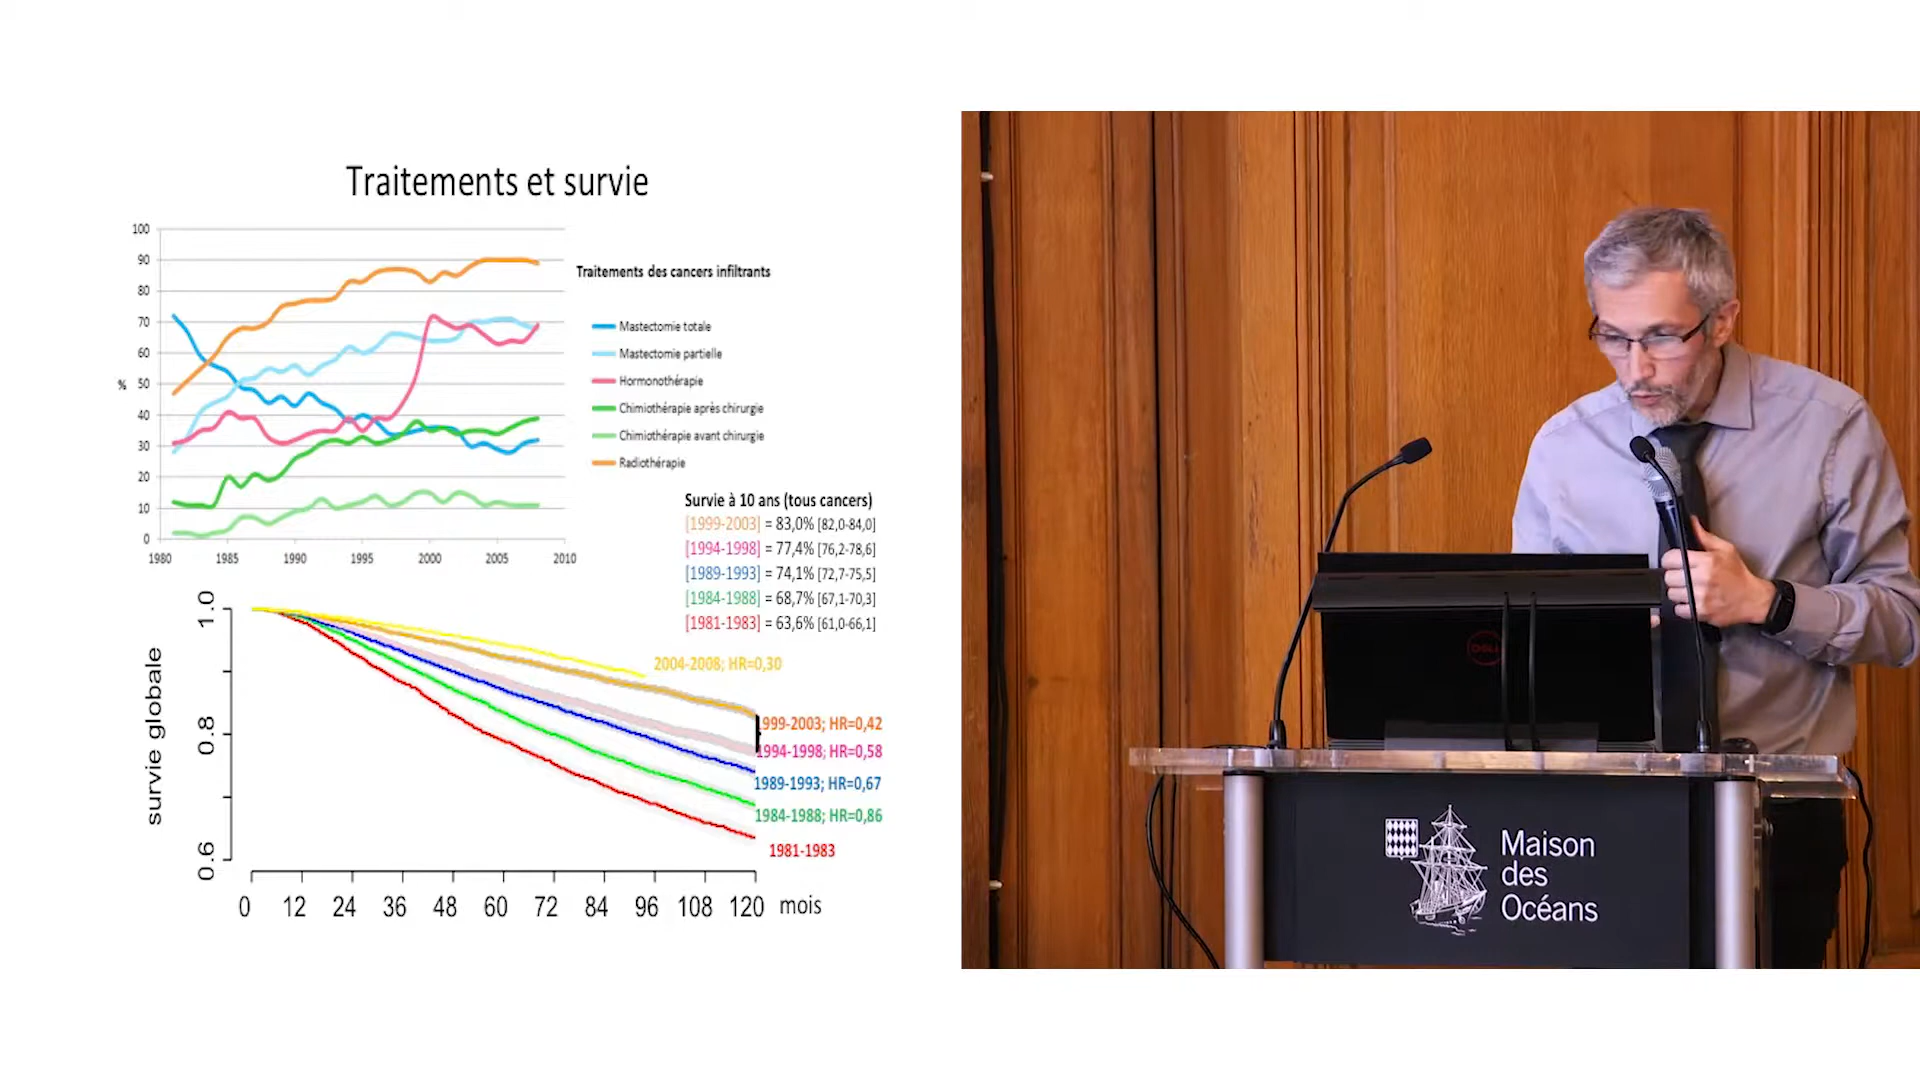 Traitements et survie
100
90
80
70
60
50
40
30
20
10
0
%
1980 1985 1990 1995 2000 2005 2010
Traitements des cancers infiltrants
Mastectomie totale
Mastectomie partielle
Hormonothérapie
Chimiothérapie après chirurgie
Chimiothérapie avant chirurgie
Radiothérapie
Survie à 10 ans (tous cancers)
[1999-2003] = 83,0% [82,0-84,0]
[1994-1998] = 77,4% [76,2-78,6]
[1989-1993] = 74,1% [72,7-75,5]
[1984-1988] = 68,7% [67,1-70,3]
[1981-1983] = 63,6% [61,0-66,1]
survie globale
1.0
0.8
0.6
2004-2008; HR=0,30
999-2003; HR=0,42
1994-1998; HR=0,58
1989-1993; HR=0,67
1984-1988; HR=0,86
1981-1983
0 12 24 36 48 60 72 84 96 108 120 mois
DELL
Maison
des
Océans